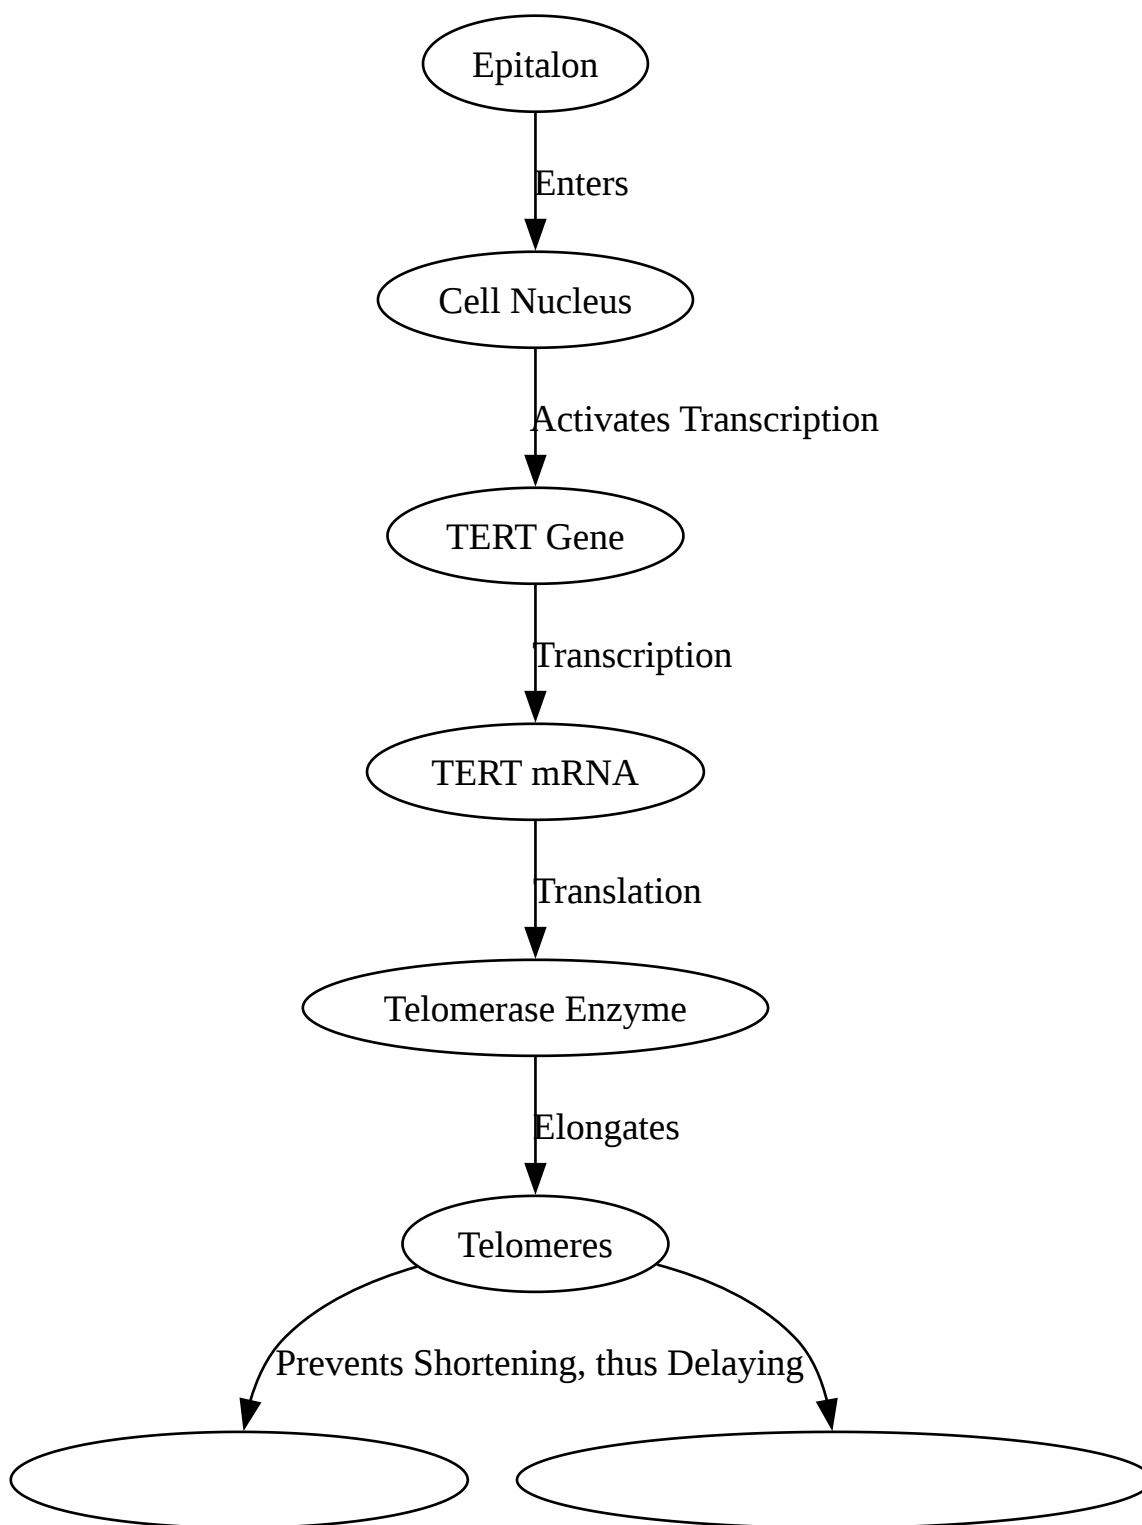 Epitalon
Enters
Cell Nucleus
Activates Transcription
TERT Gene
Transcription
TERT mRNA
Translation
Telomerase Enzyme
Elongates
Telomeres
Prevents Shortening, thus Delaying